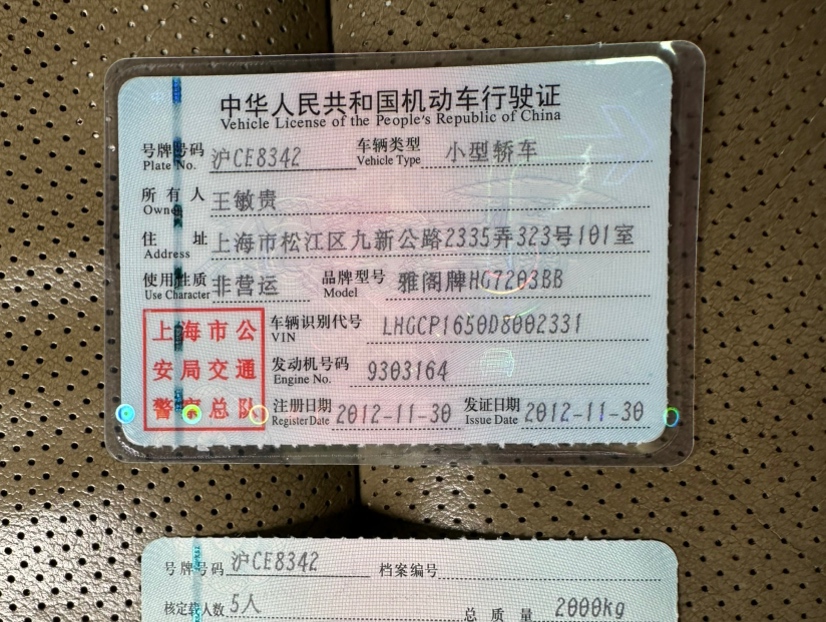 中华人民共和国机动车行驶证
Vehicle License of the People's Republic of China
号牌号码 沪CE8342 车辆类型 小型轿车
Plate No. Vehicle Type
所有人 王敏贵
Owner
住址 上海市松江区九新公路2335弄323号101室
Address
使用性质 非营运 品牌型号 雅阁牌HG7203BB
Use Character Model
上海市公
安局交通
警察总队
车辆识别代号 LHGCP1650D8002331
VIN
发动机号码 9303164
Engine No.
注册日期 2012-11-30 发证日期 2012-11-30
Register Date Issue Date
号牌号码 沪CE8342 档案编号
核定载人数 5人 总质量 2000kg